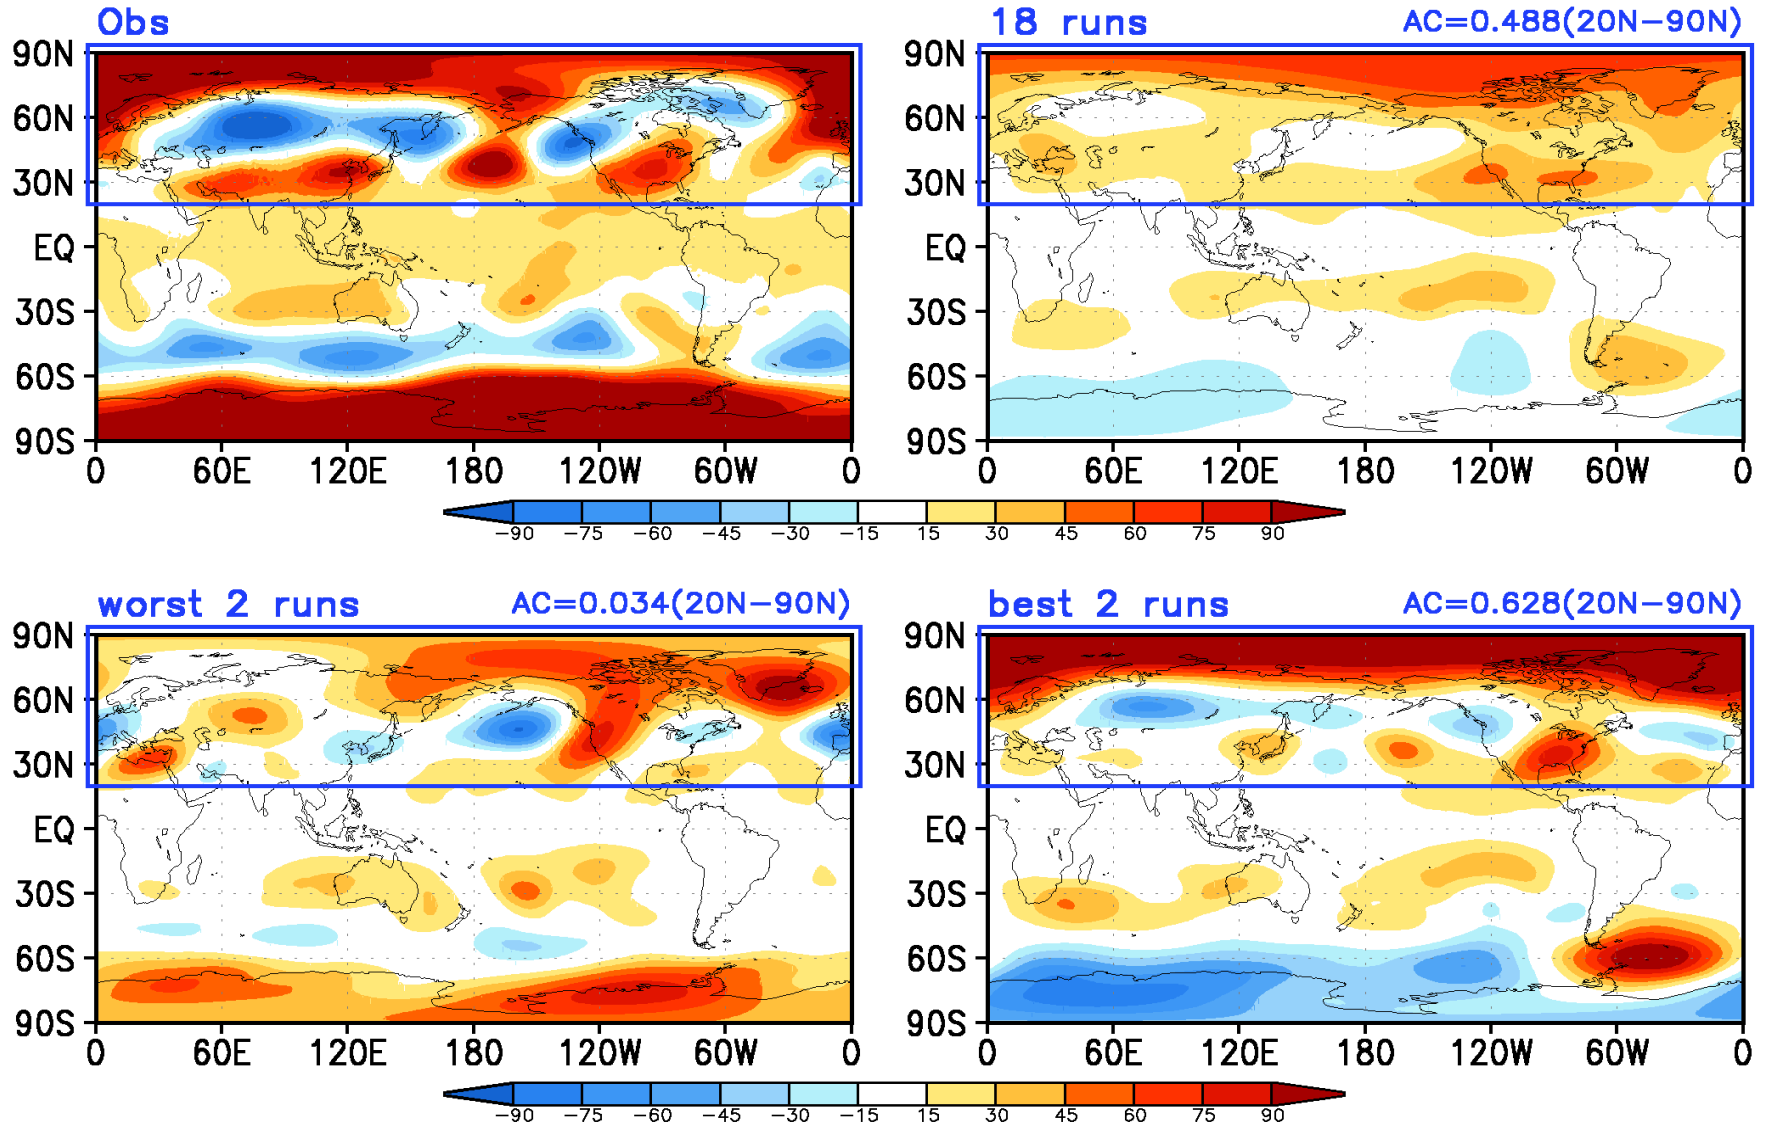 Obs
18 runs AC=0.488(20N−90N)
90N 90N
60N 60N
30N 30N
EQ EQ
30S 30S
60S 60S
90S 90S
0 60E 120E 180 120W 60W 0 0 60E 120E 180 120W 60W 0
−90 −75 −60 −45 −30 −15 15 30 45 60 75 90
worst 2 runs AC=0.034(20N−90N)
best 2 runs AC=0.628(20N−90N)
90N 90N
60N 60N
30N 30N
EQ EQ
30S 30S
60S 60S
90S 90S
0 60E 120E 180 120W 60W 0 0 60E 120E 180 120W 60W 0
−90 −75 −60 −45 −30 −15 15 30 45 60 75 90